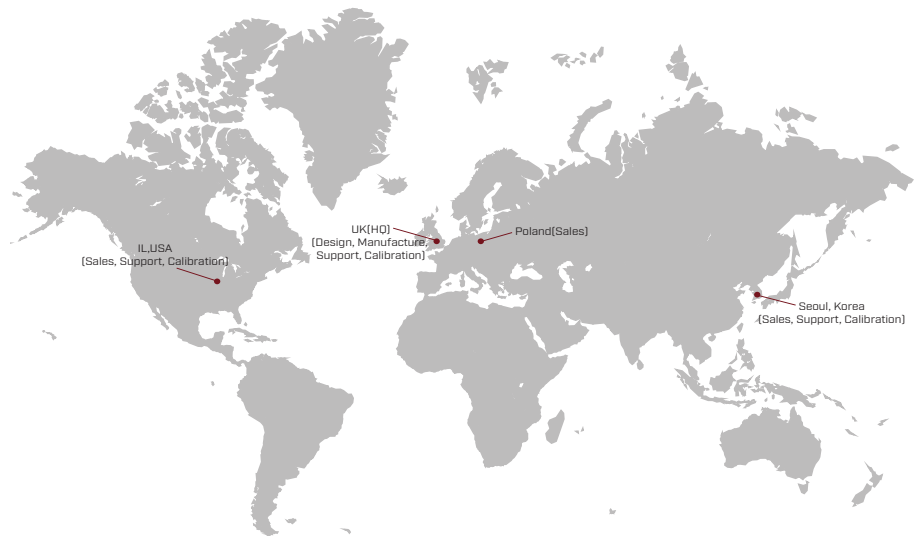 UK(HQ)
(Design, Manufacture,
Support, Calibration)
Poland(Sales)
IL,USA
(Sales, Support, Calibration)
Seoul, Korea
(Sales, Support, Calibration)